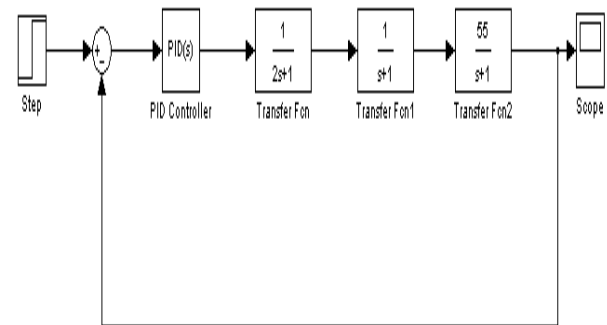 +
-
PID(s)
1
2s+1
1
s+1
55
s+1
Step
PID Controller
Transfer Fcn
Transfer Fcn1
Transfer Fcn2
Scope